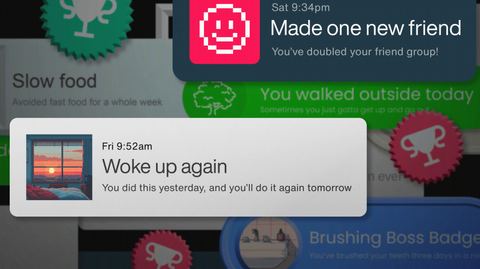 Sat 9:34pm
Made one new friend
You've doubled your friend group!
Slow food
Avoided fast food for a whole week
You walked outside today
Sometimes you just gotta get up and go
Fri 9:52am
Woke up again
You did this yesterday, and you'll do it again tomorrow
even
Brushing Boss Badge
You've brushed your teeth three days in a